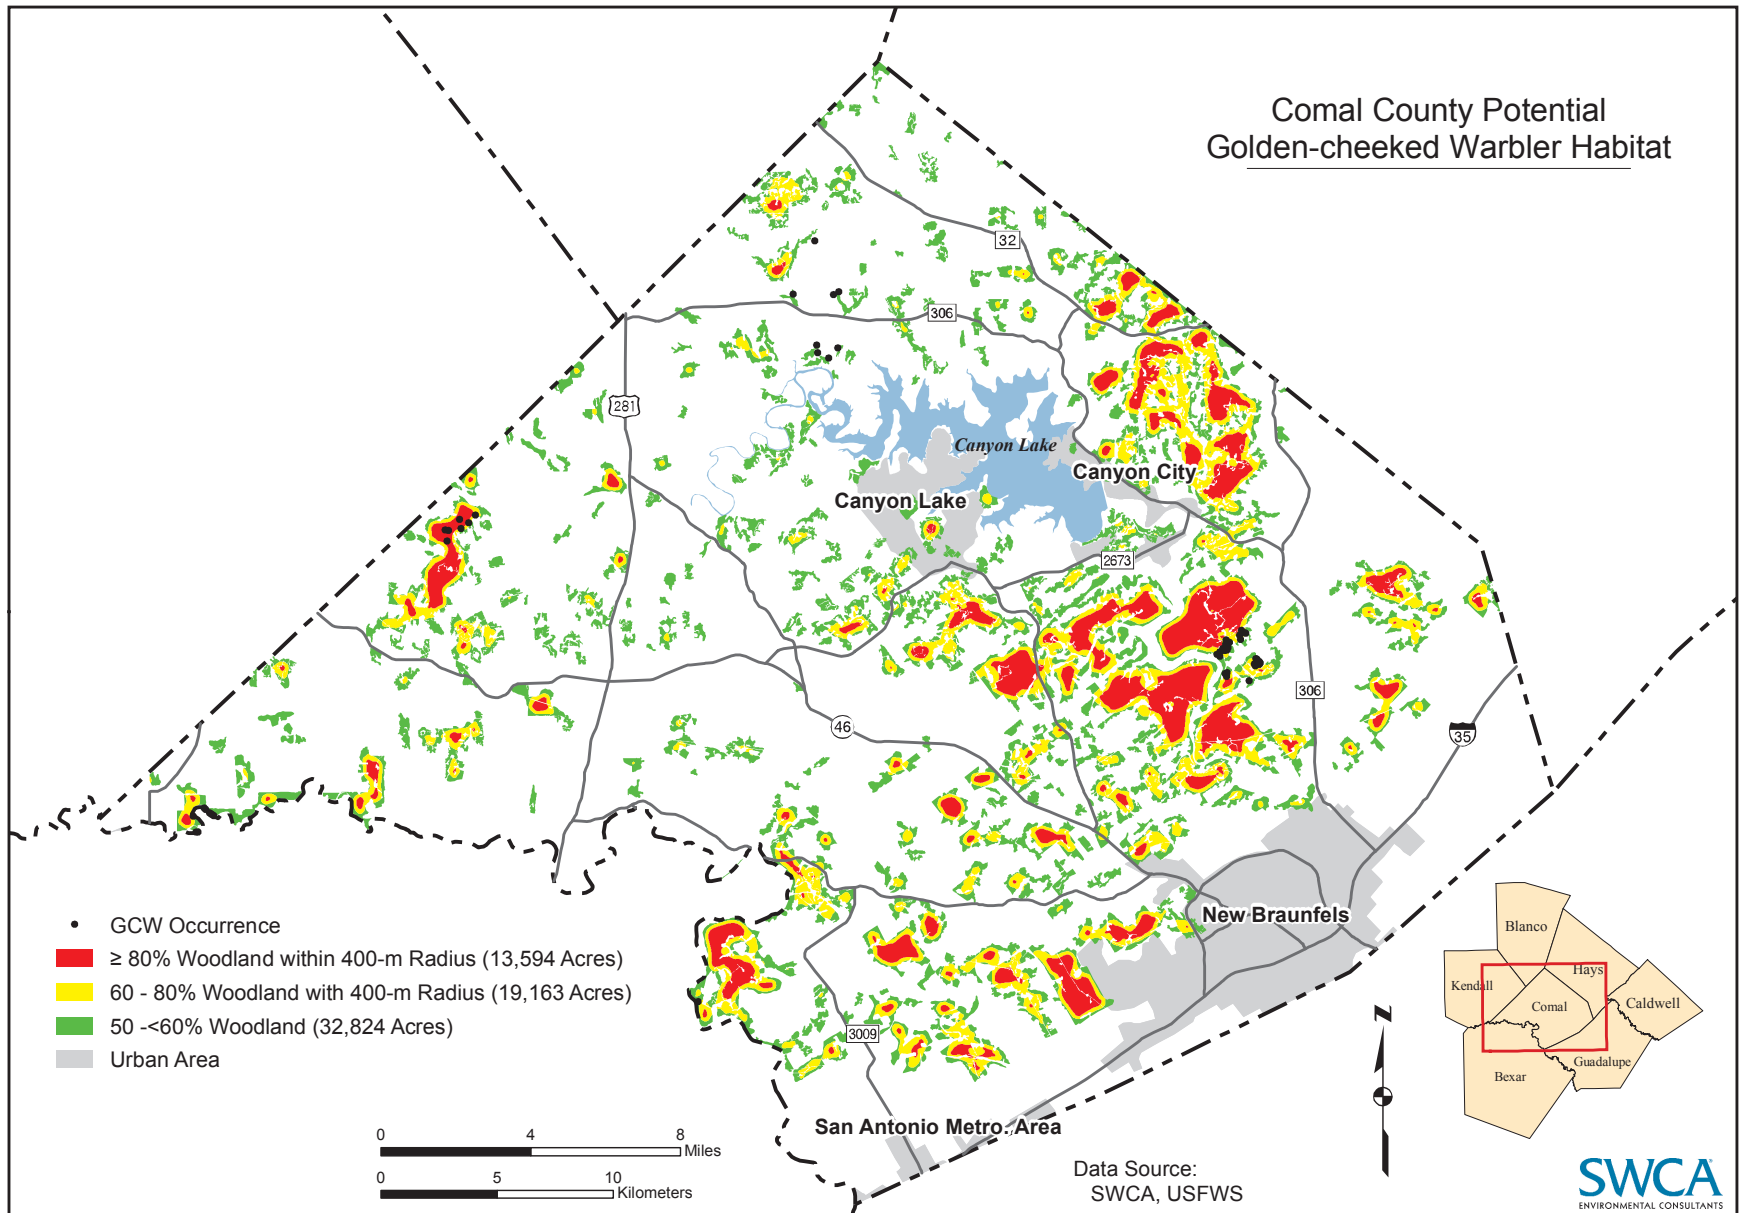 Comal County Potential
Golden-cheeked Warbler Habitat
32
306
281
Canyon Lake
Canyon City
Canyon Lake
2673
306
46
35
New Braunfels
3009
San Antonio Metro. Area
GCW Occurrence
≥ 80% Woodland within 400-m Radius (13,594 Acres)
60 - 80% Woodland with 400-m Radius (19,163 Acres)
50 -<60% Woodland (32,824 Acres)
Urban Area
0 4 8
Miles
0 5 10
Kilometers
Data Source:
SWCA, USFWS
N
Blanco
Hays
Kendall
Comal
Caldwell
Guadalupe
Bexar
SWCA
ENVIRONMENTAL CONSULTANTS